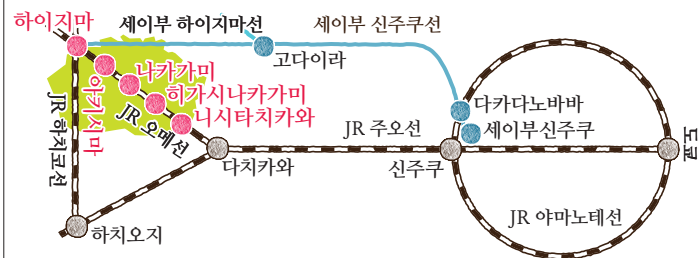 하이지마
세이부 하이지마선
세이부 신주쿠선
고다이라
나카가미
히가시나카가미
니시타치카와
아키시마
JR 오메선
JR 하치코선
다카다노바바
세이부신주쿠
JR 주오선
다치카와
신주쿠
도쿄
JR 야마노테선
하치오지